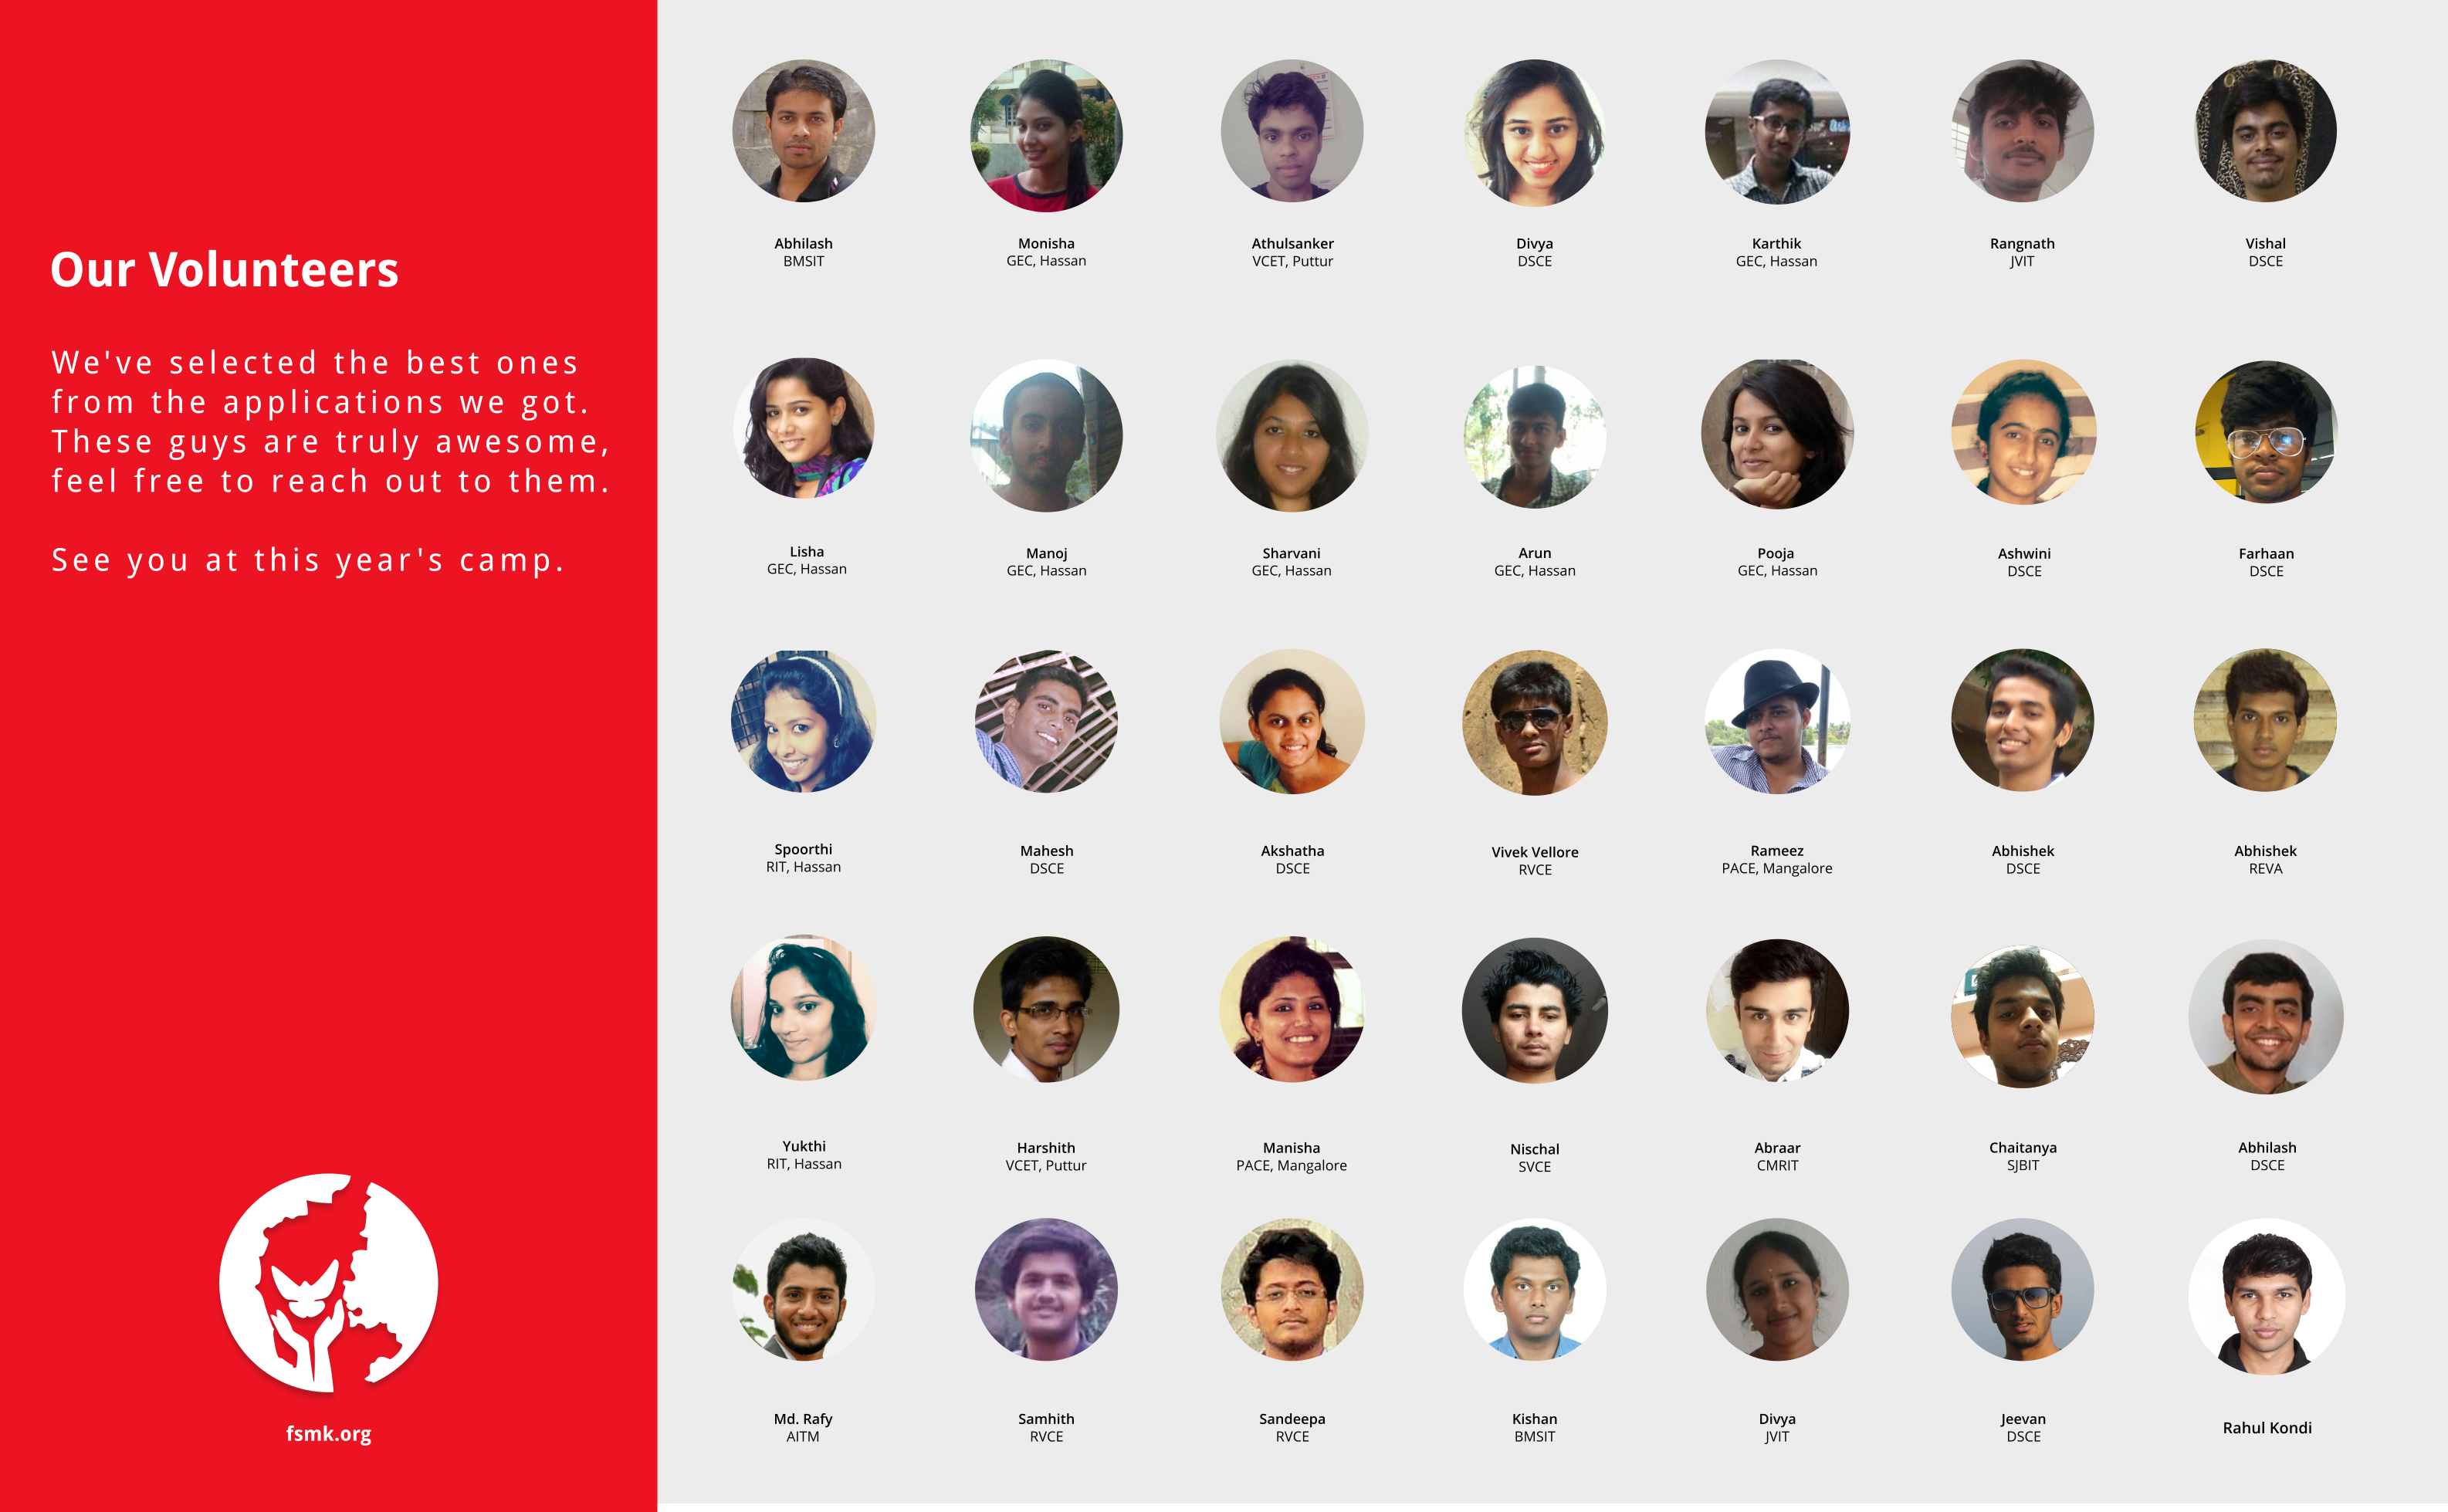 Our Volunteers
We've selected the best ones
from the applications we got.
These guys are truly awesome,
feel free to reach out to them.
See you at this year's camp.
fsmk.org
Abhilash
BMSIT
Monisha
GEC, Hassan
Athulsanker
VCET, Puttur
Divya
DSCE
Karthik
GEC, Hassan
Rangnath
JVIT
Vishal
DSCE
Lisha
GEC, Hassan
Manoj
GEC, Hassan
Sharvani
GEC, Hassan
Arun
GEC, Hassan
Pooja
GEC, Hassan
Ashwini
DSCE
Farhaan
DSCE
Spoorthi
RIT, Hassan
Mahesh
DSCE
Akshatha
DSCE
Vivek Vellore
RVCE
Rameez
PACE, Mangalore
Abhishek
DSCE
Abhishek
REVA
Yukthi
RIT, Hassan
Harshith
VCET, Puttur
Manisha
PACE, Mangalore
Nischal
SVCE
Abraar
CMRIT
Chaitanya
SJBIT
Abhilash
DSCE
Md. Rafy
AITM
Samhith
RVCE
Sandeepa
RVCE
Kishan
BMSIT
Divya
JVIT
Jeevan
DSCE
Rahul Kondi